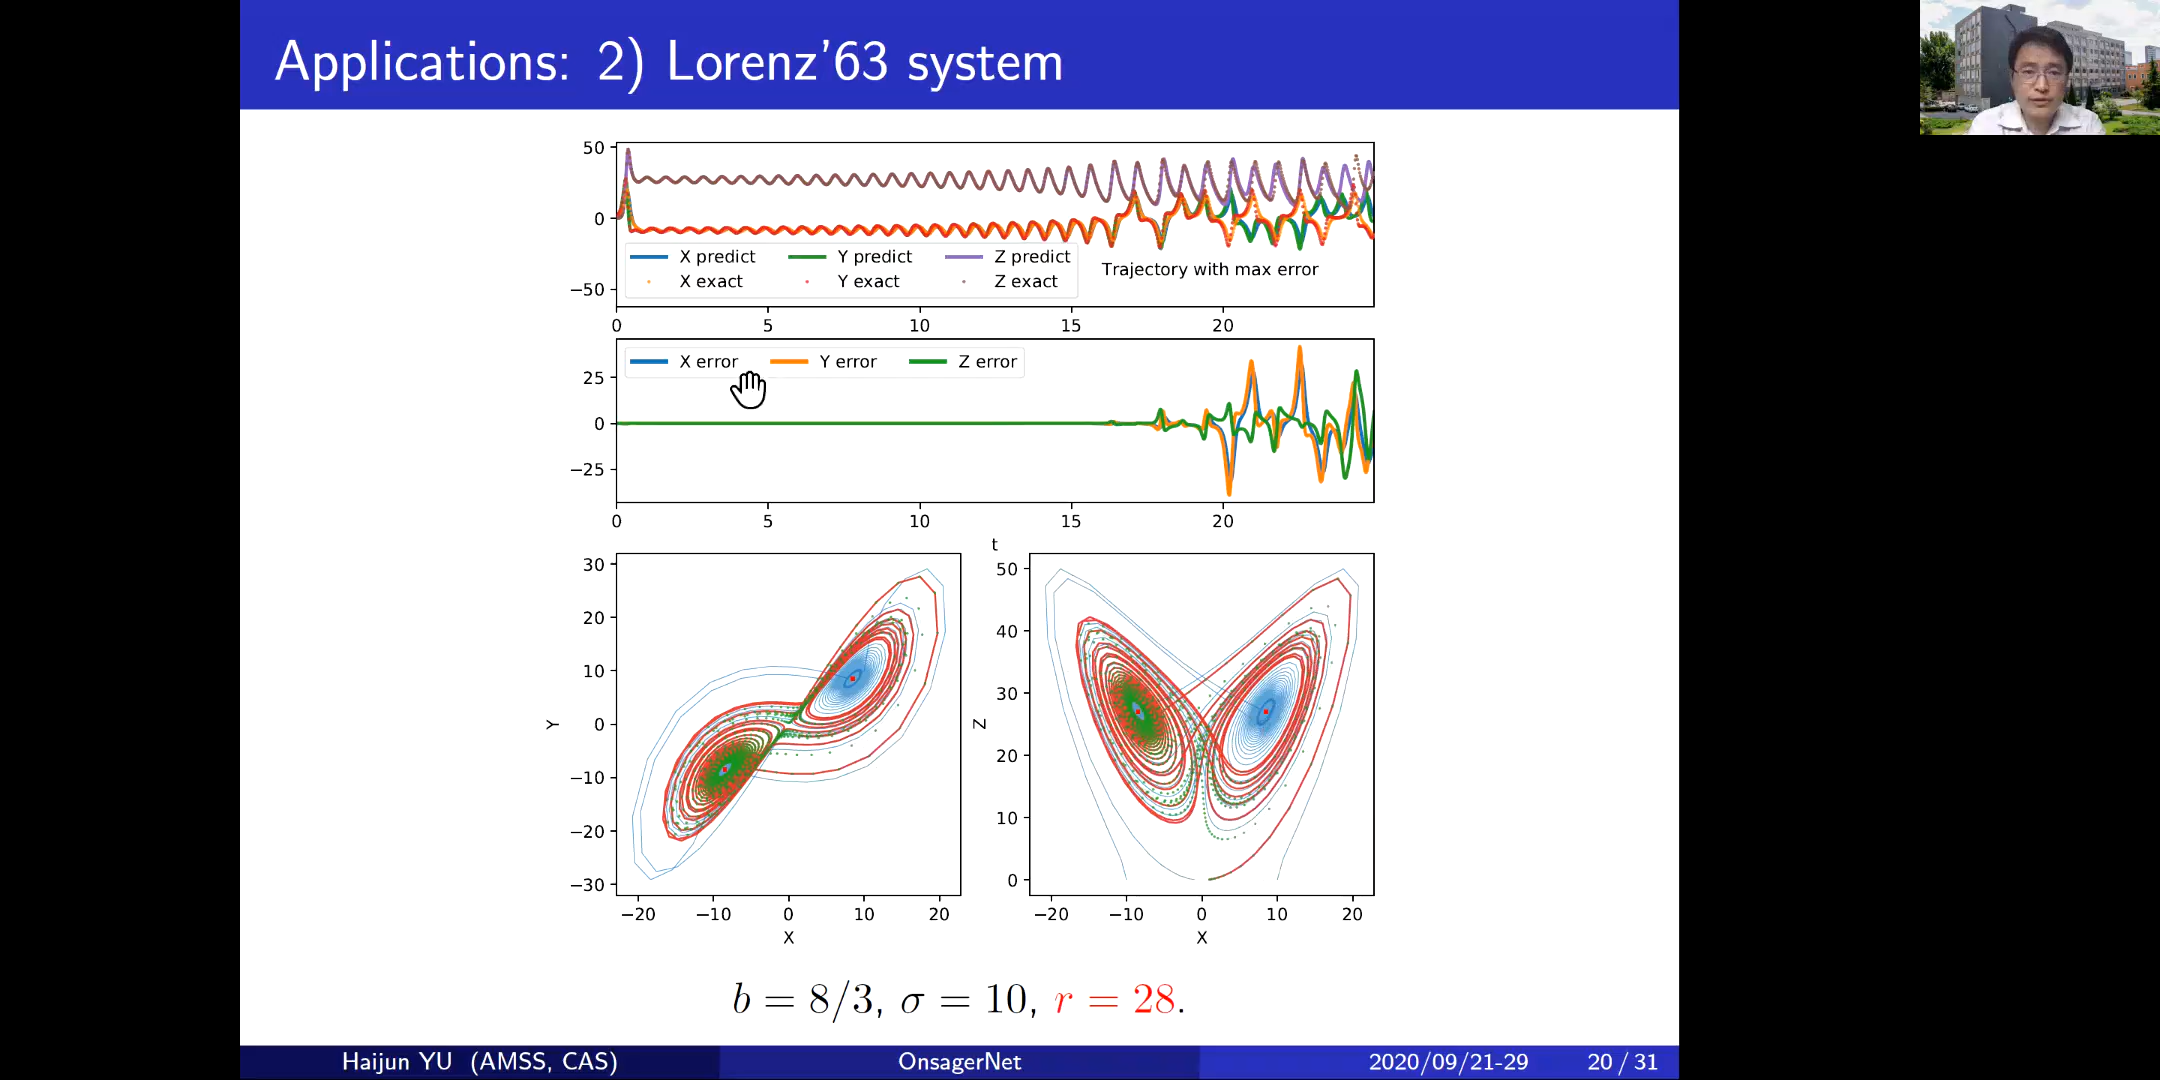 Applications: 2) Lorenz'63 system
50
0
−50
X predict Y predict Z predict
X exact Y exact Z exact
Trajectory with max error
0 5 10 15 20
X error Y error Z error
25
0
−25
0 5 10 15 20
t
30
20
10
0
−10
−20
−30
Y
−20 −10 0 10 20
X
50
40
30
20
10
0
Z
−20 −10 0 10 20
X
b = 8/3, σ = 10, r = 28.
Haijun YU (AMSS, CAS) OnsagerNet 2020/09/21-29 20 / 31